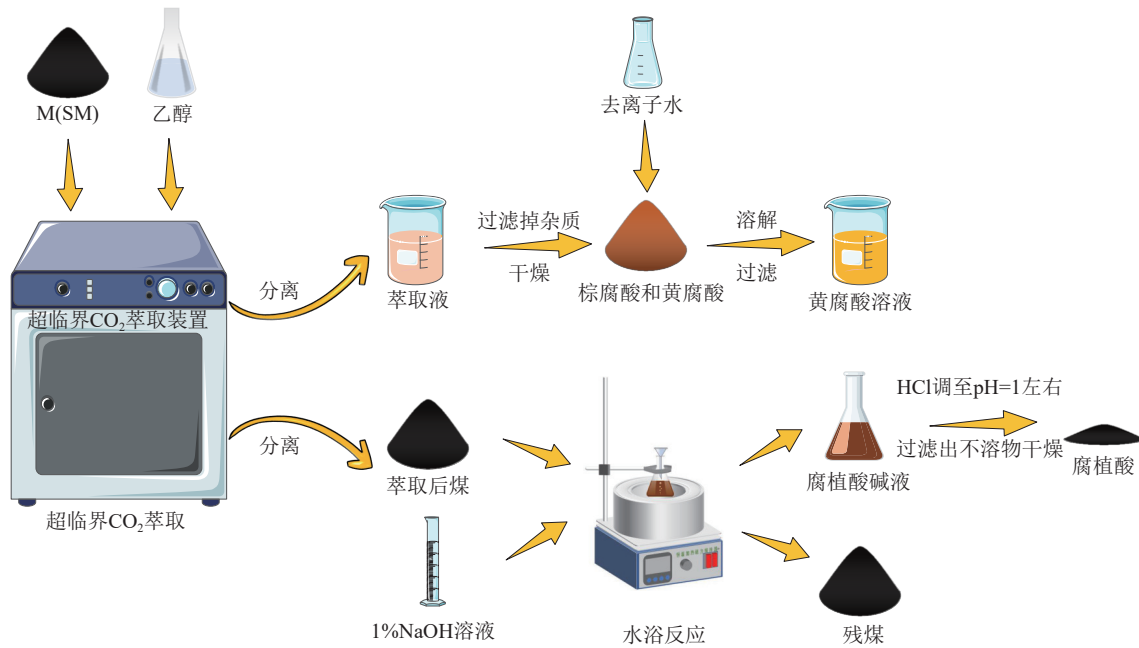 M(SM)
乙醇
去离子水
超临界CO₂萃取装置
超临界CO₂萃取
分离
萃取液
过滤掉杂质
干燥
棕腐酸和黄腐酸
溶解
过滤
黄腐酸溶液
分离
萃取后煤
1%NaOH溶液
水浴反应
腐植酸碱液
HCl调至pH=1左右
过滤出不溶物干燥
腐植酸
残煤